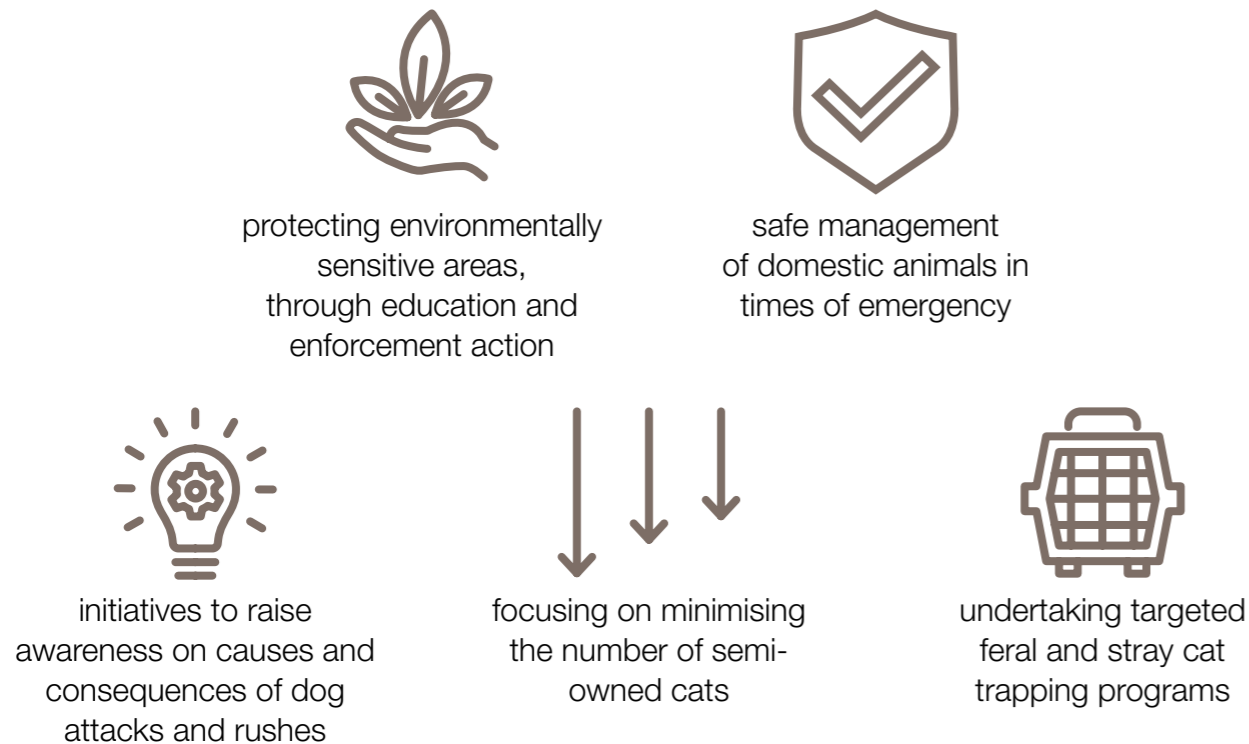 protecting environmentally
sensitive areas,
through education and
enforcement action
safe management
of domestic animals in
times of emergency
initiatives to raise
awareness on causes and
consequences of dog
attacks and rushes
focusing on minimising
the number of semi-
owned cats
undertaking targeted
feral and stray cat
trapping programs